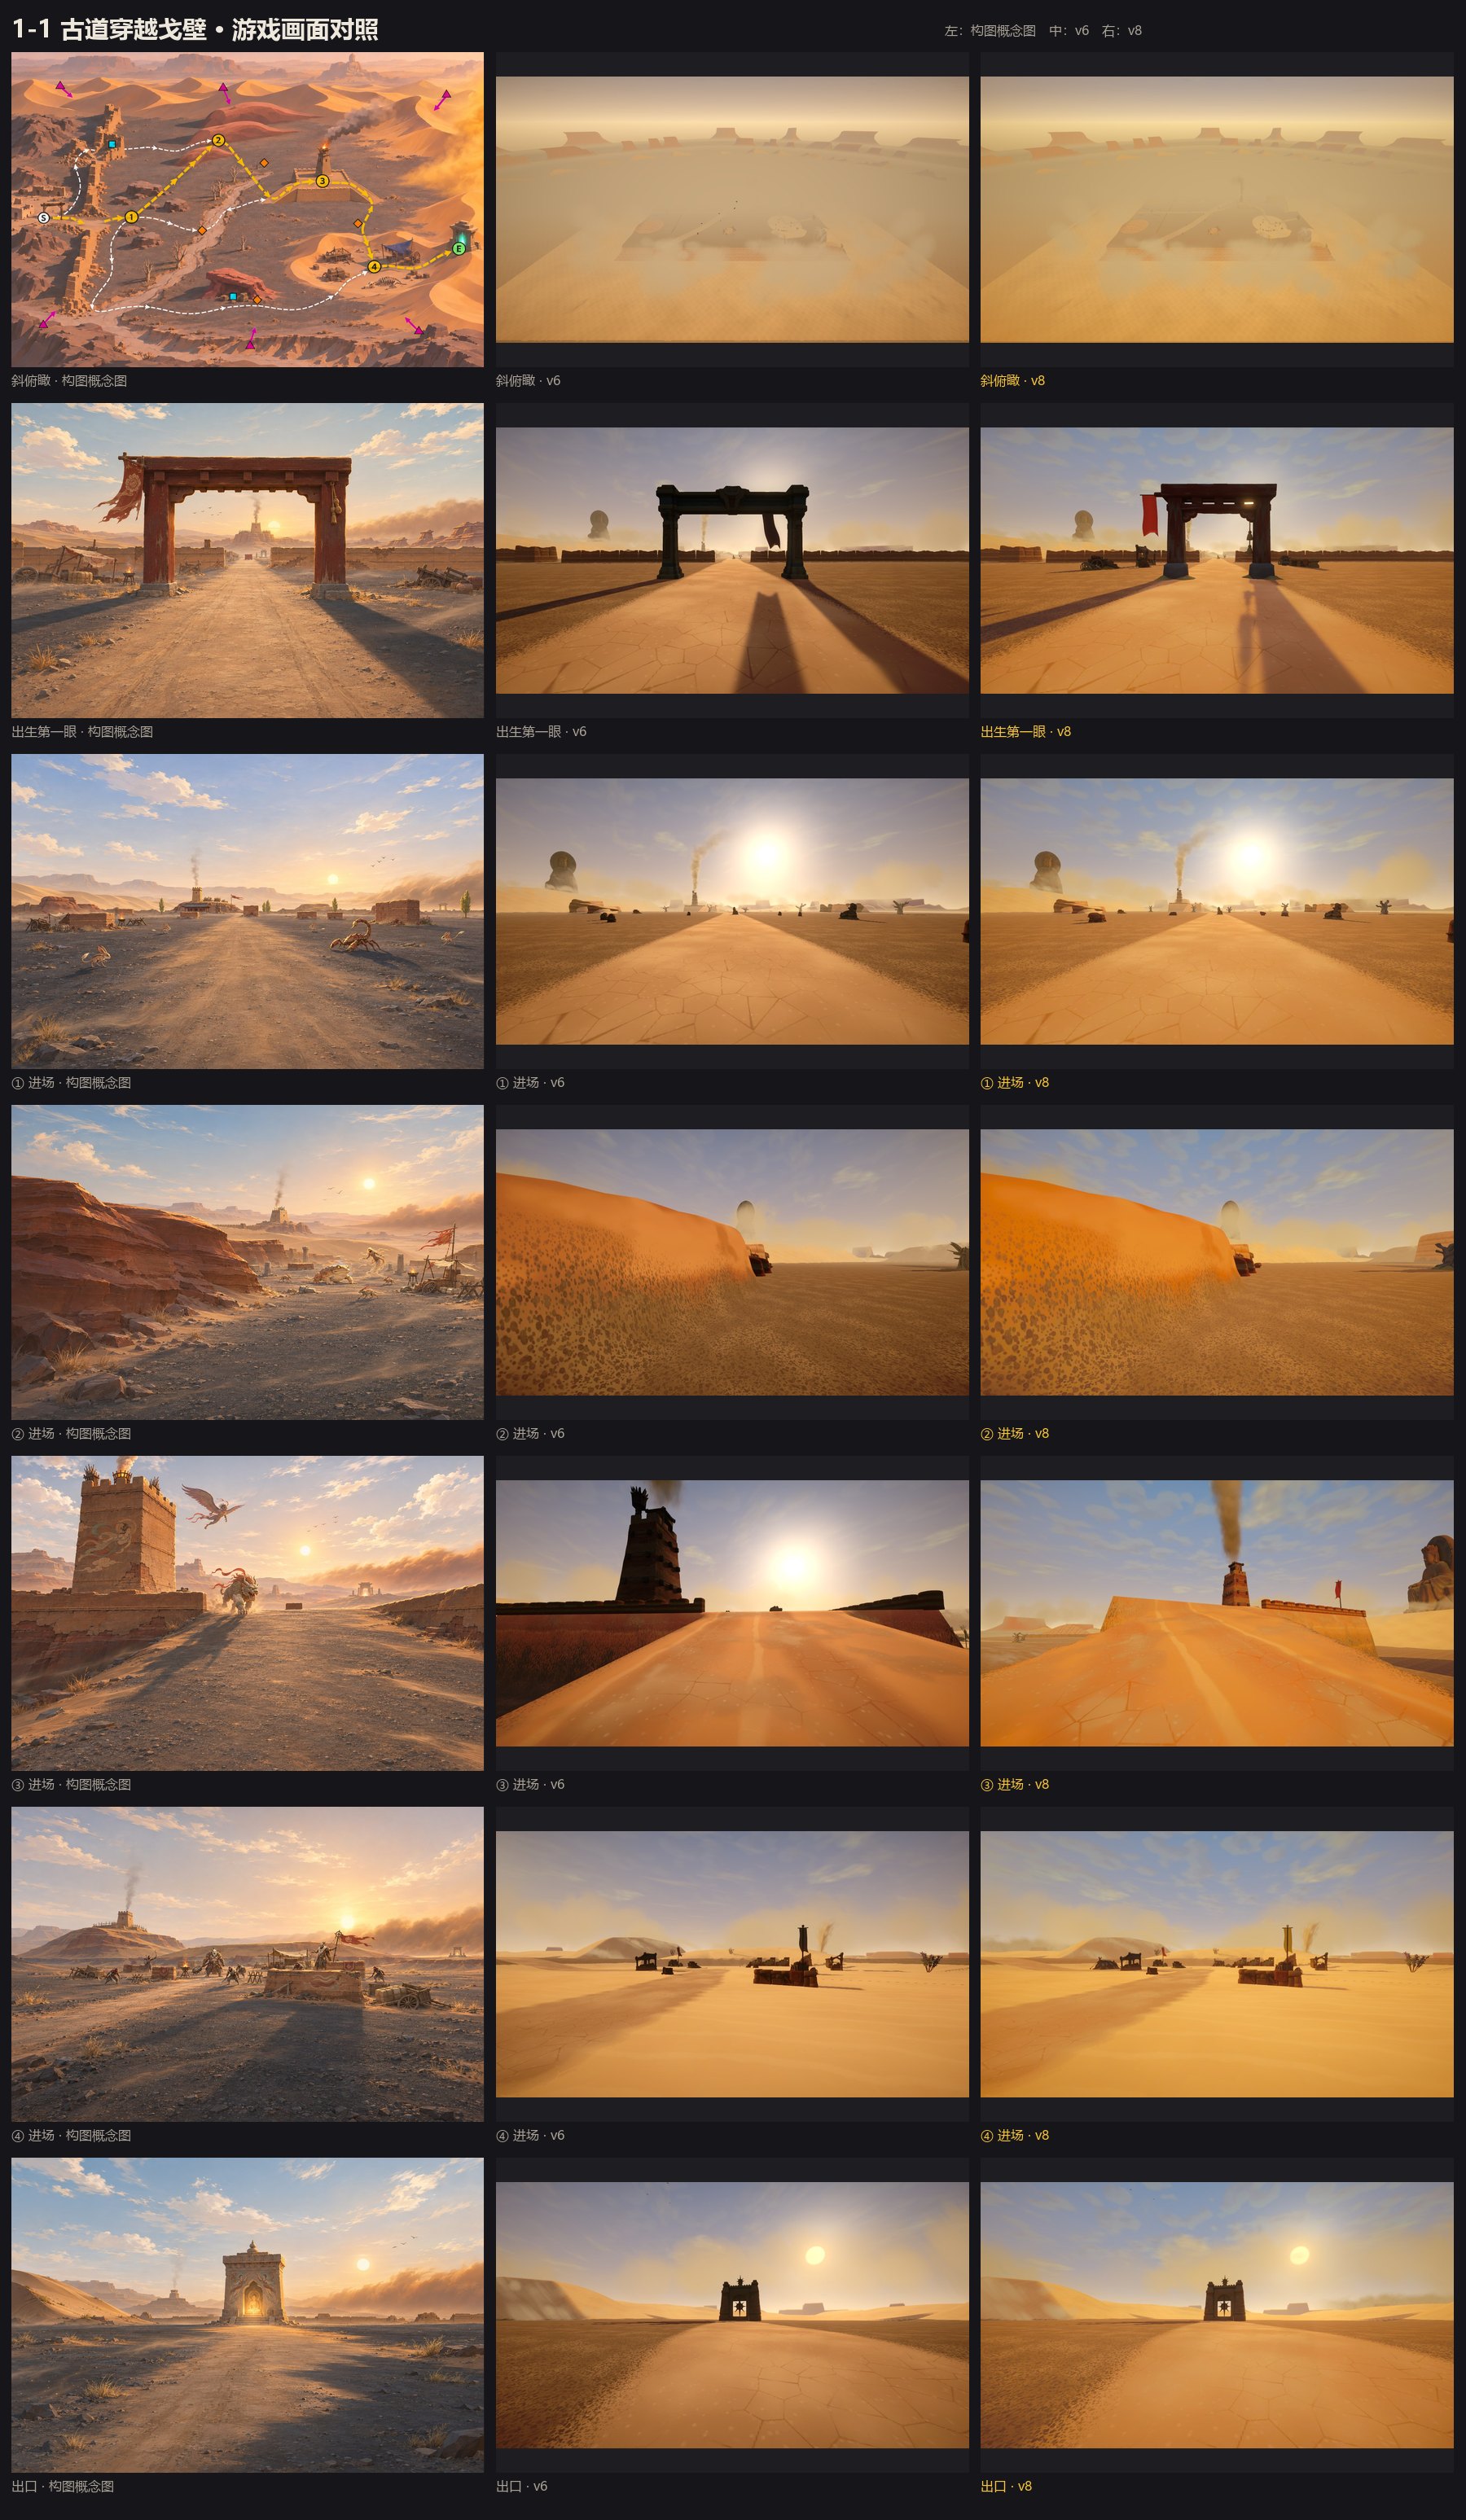 1-1 古道穿越戈壁 • 游戏画面对照
左：构图概念图 中：v6 右：v8
S
1
2
3
4
E
斜俯瞰 · 构图概念图
斜俯瞰 · v6
斜俯瞰 · v8
出生第一眼 · 构图概念图
出生第一眼 · v6
出生第一眼 · v8
① 进场 · 构图概念图
① 进场 · v6
① 进场 · v8
② 进场 · 构图概念图
② 进场 · v6
② 进场 · v8
③ 进场 · 构图概念图
③ 进场 · v6
③ 进场 · v8
④ 进场 · 构图概念图
④ 进场 · v6
④ 进场 · v8
出口 · 构图概念图
出口 · v6
出口 · v8